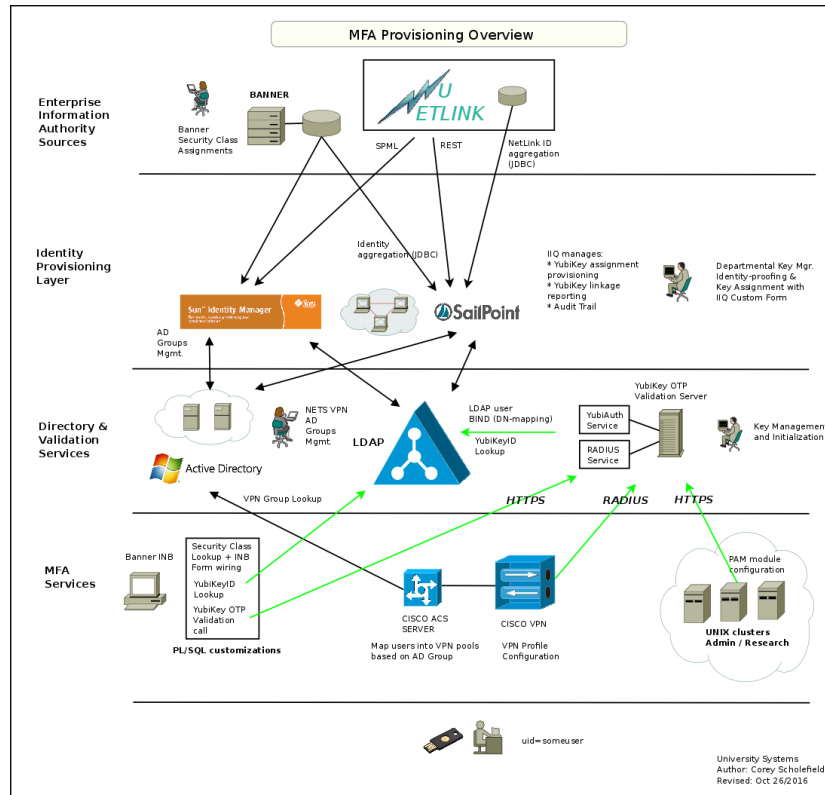 MFA Provisioning Overview
Enterprise
Information
Authority
Sources
BANNER
Banner
Security Class
Assignments
U
ETLINK
SPML
REST
NetLink ID
aggregation
(JDBC)
Identity
Provisioning
Layer
Identity
aggregation (JDBC)
IIQ manages:
* YubiKey assignment
provisioning
* YubiKey linkage
reporting
* Audit Trail
Departmental Key Mgr.
Identity-proofing &
Key Assignment with
IIQ Custom Form
Sun™ Identity Manager
Sun
SailPoint
AD
Groups
Mgmt.
Directory &
Validation
Services
NETS VPN
AD
Groups
Mgmt.
LDAP
LDAP user
BIND (DN-mapping)
YubiKeyID
Lookup
YubiKey OTP
Validation Server
YubiAuth
Service
RADIUS
Service
Key Management
and Initialization
Windows
Active Directory
VPN Group Lookup
HTTPS
RADIUS
HTTPS
MFA
Services
Banner INB
Security Class
Lookup + INB
Form wiring
YubiKeyID
Lookup
YubiKey OTP
Validation
call
PL/SQL customizations
CISCO ACS
SERVER
Map users into VPN pools
based on AD Group
CISCO VPN
VPN Profile
Configuration
PAM module
configuration
UNIX clusters
Admin / Research
uid=someuser
University Systems
Author: Corey Scholefield
Revised: Oct 26/2016